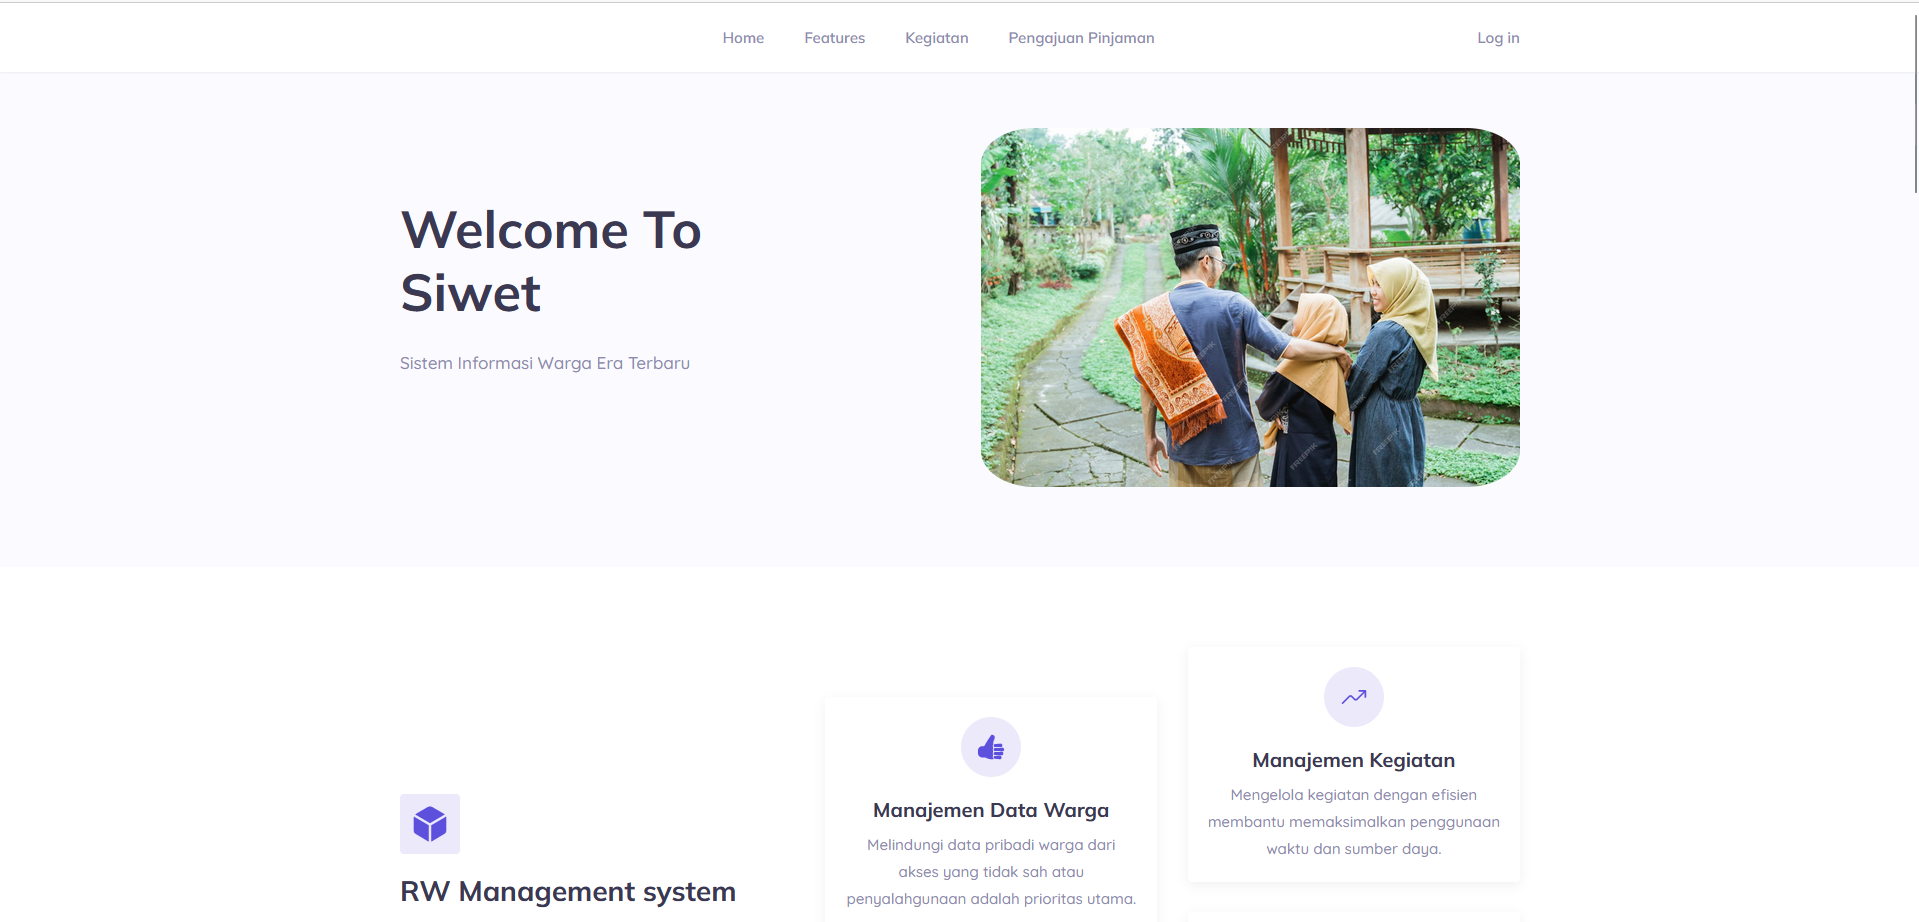 Home Features Kegiatan Pengajuan Pinjaman Log in
Welcome To
Siwet
Sistem Informasi Warga Era Terbaru
RW Management system
Manajemen Data Warga
Melindungi data pribadi warga dari
akses yang tidak sah atau
penyalahgunaan adalah prioritas utama.
Manajemen Kegiatan
Mengelola kegiatan dengan efisien
membantu memaksimalkan penggunaan
waktu dan sumber daya.